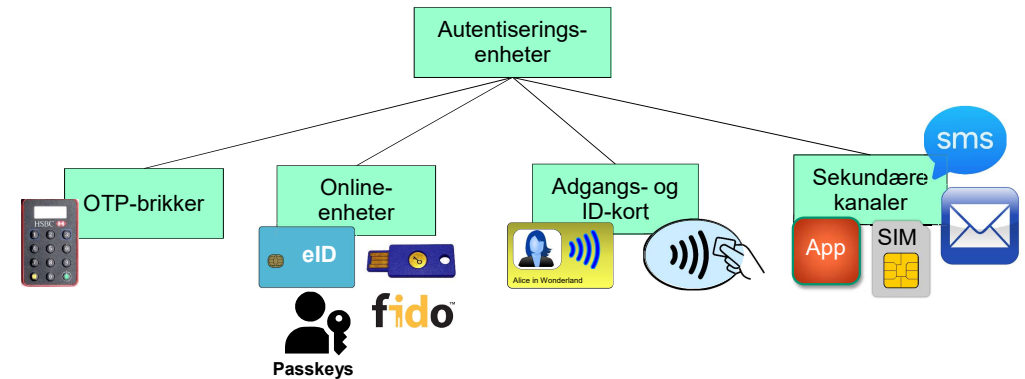 Autentiserings-
enheter
sms
OTP-brikker
Online-
enheter
Adgangs- og
ID-kort
Sekundære
kanaler
HSBC
eID
App
SIM
Alice in Wonderland
fido™
Passkeys